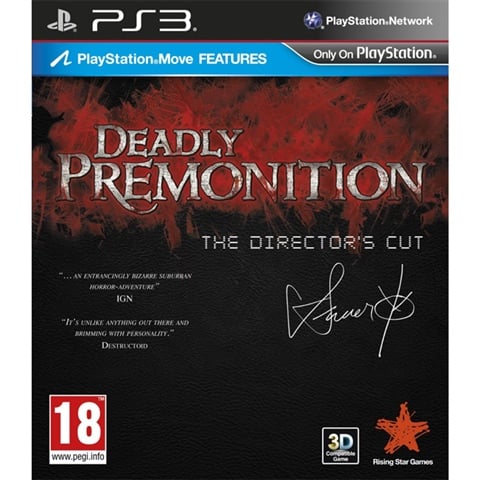 PS3
PlayStation®Network
PlayStation®Move FEATURES
Only On PlayStation®
DEADLY
PREMONITION
THE DIRECTOR'S CUT
"...AN ENTRANCINGLY BIZARRE SUBURBAN
HORROR-ADVENTURE"
IGN
"IT'S UNLIKE ANYTHING OUT THERE AND
BRIMMING WITH PERSONALITY."
DESTRUCTOID
18
www.pegi.info
3D
Compatible
Game
Rising Star Games